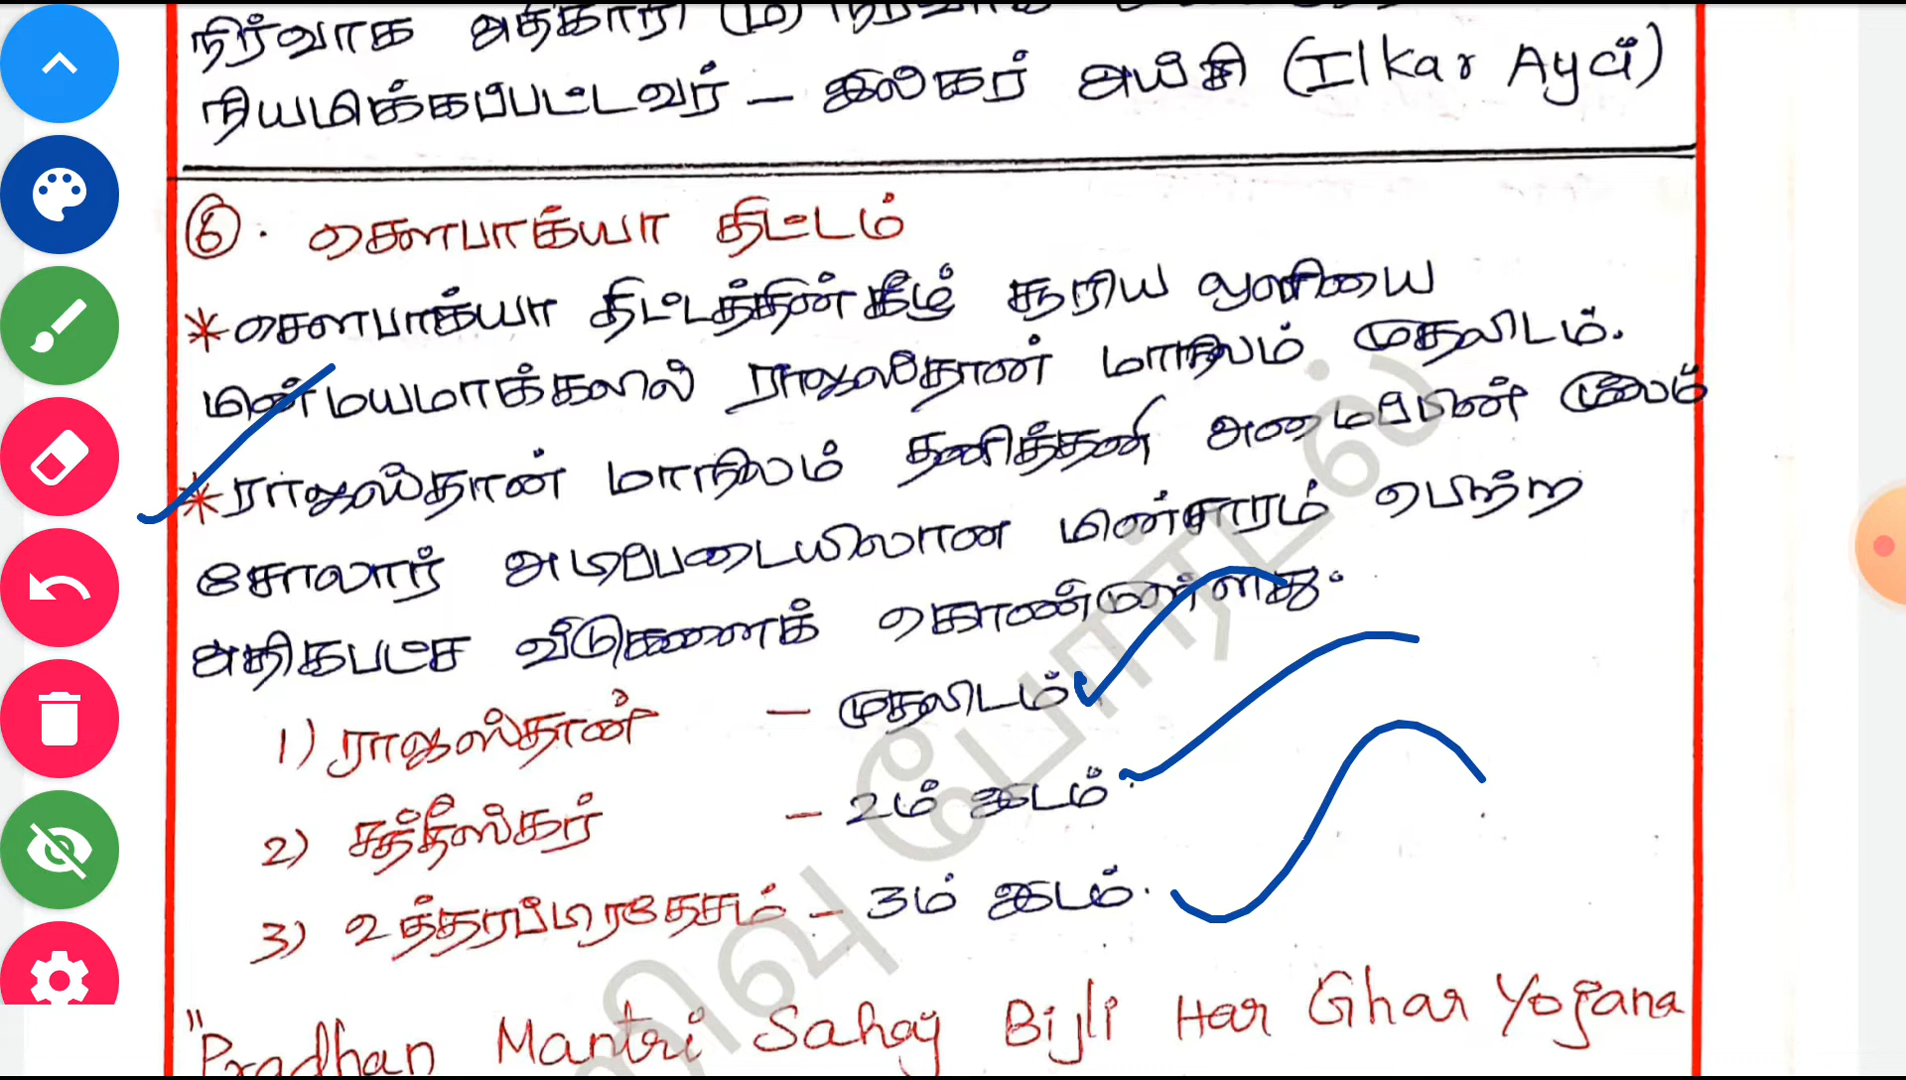 நிர்வாக அதிகாரி (ம)
நியமிக்கப்பட்டவர் – இல்கர் அய்சி (Ilkar Ayci)
6. சௌபாக்யா திட்டம்
* சௌபாக்யா திட்டத்தின்கீழ் சூரிய ஒளியை
மின்மயமாக்கலில் ராஜஸ்தான் மாநிலம் முதலிடம்.
* ராஜஸ்தான் மாநிலம் தனித்தனி அமைப்பின் மூலம்
சோலார் அடிப்படையிலான மின்சாரம் பெற்ற
அதிகபட்ச வீடுகளைக் கொண்டுள்ளது.
1) ராஜஸ்தான் – முதலிடம்
2) சத்தீஸ்கர் – 2ம் இடம்.
3) உத்தரப்பிரதேசம் – 3ம் இடம்.
"Pradhan Mantri Sahaj Bijli Har Ghar Yojana
போர்டல்